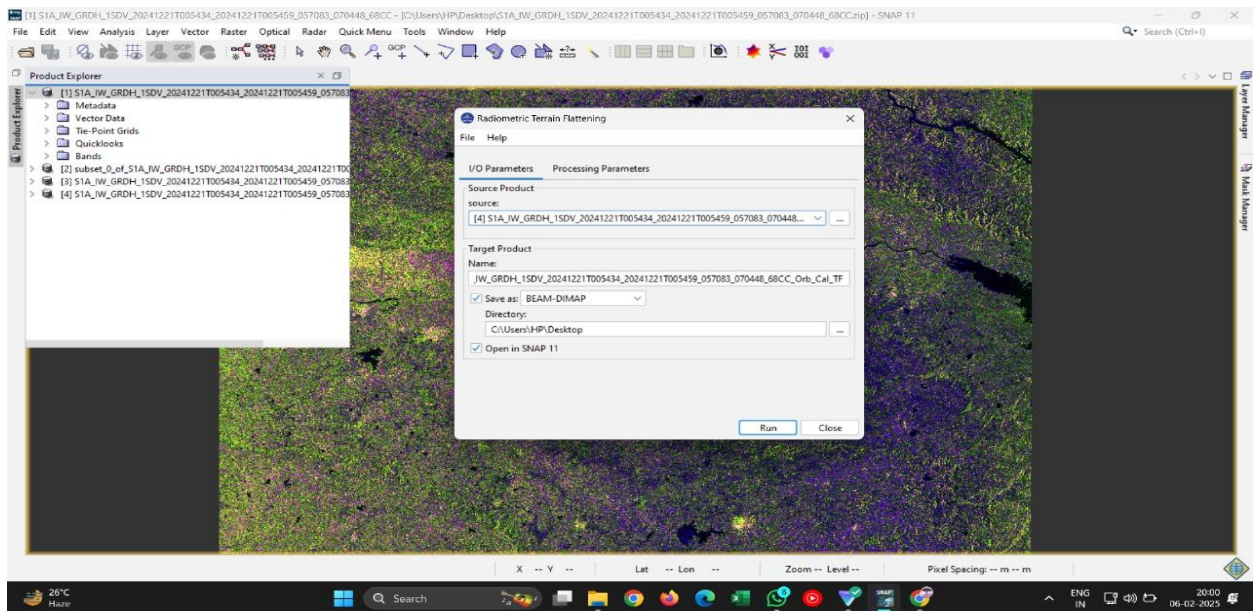 [1] S1A_IW_GRDH_1SDV_20241221T005434_20241221T005459_057083_070448_68CC - [C:\Users\HP\Desktop\S1A_IW_GRDH_1SDV_20241221T005434_20241221T005459_057083_070448_68CC.zip] - SNAP 11
File Edit View Analysis Layer Vector Raster Optical Radar Quick Menu Tools Window Help
Search (Ctrl+I)
Product Explorer
Product Explorer
[1] S1A_IW_GRDH_1SDV_20241221T005434_20241221T005459_057083
Metadata
Vector Data
Tie-Point Grids
Quicklooks
Bands
[2] subset_0_of_S1A_IW_GRDH_1SDV_20241221T005434_20241221T00
[3] S1A_IW_GRDH_1SDV_20241221T005434_20241221T005459_057083
[4] S1A_IW_GRDH_1SDV_20241221T005434_20241221T005459_057083
Radiometric Terrain Flattening
File Help
I/O Parameters Processing Parameters
Source Product
source:
[4] S1A_IW_GRDH_1SDV_20241221T005434_20241221T005459_057083_070448...
...
Target Product
Name:
_IW_GRDH_1SDV_20241221T005434_20241221T005459_057083_070448_68CC_Orb_Cal_TF
Save as: BEAM-DIMAP
Directory:
C:\Users\HP\Desktop
...
Open in SNAP 11
Run Close
Layer Manager
Mask Manager
X -- Y -- Lat -- Lon -- Zoom -- Level -- Pixel Spacing: -- m -- m
26°C
Haze
Search
ENG
IN
20:00
06-02-2025